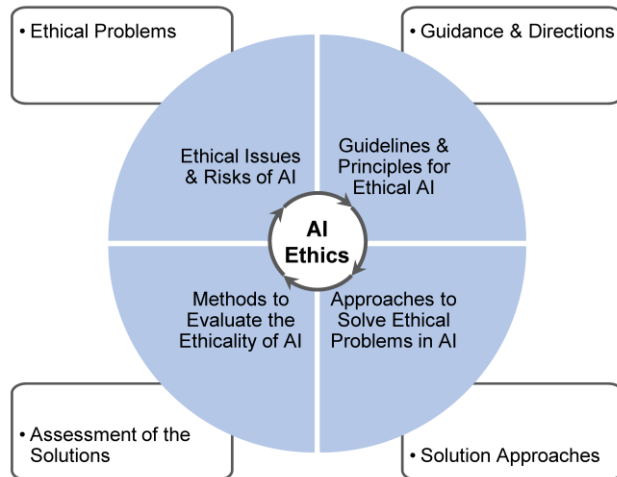 • Ethical Problems
• Guidance & Directions
Ethical Issues
& Risks of AI
Guidelines &
Principles for
Ethical AI
AI
Ethics
Methods to
Evaluate the
Ethicality of AI
Approaches to
Solve Ethical
Problems in AI
• Assessment of the
Solutions
• Solution Approaches